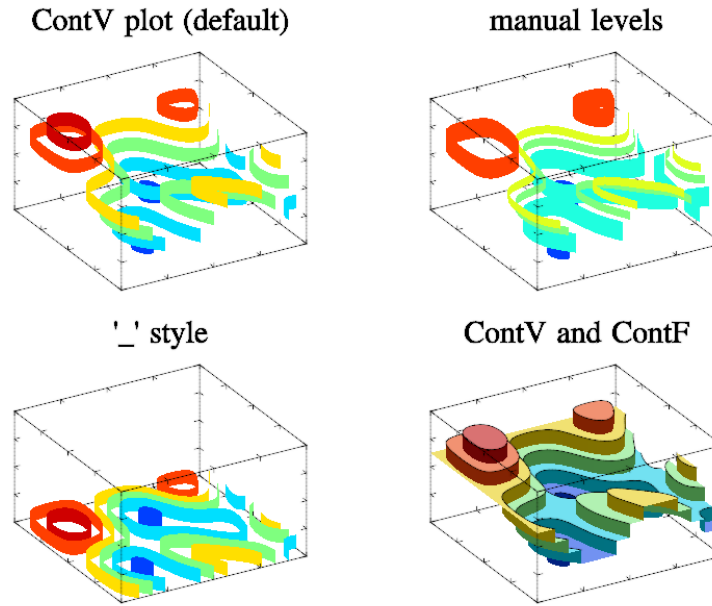 ContV plot (default)
manual levels
'_' style
ContV and ContF